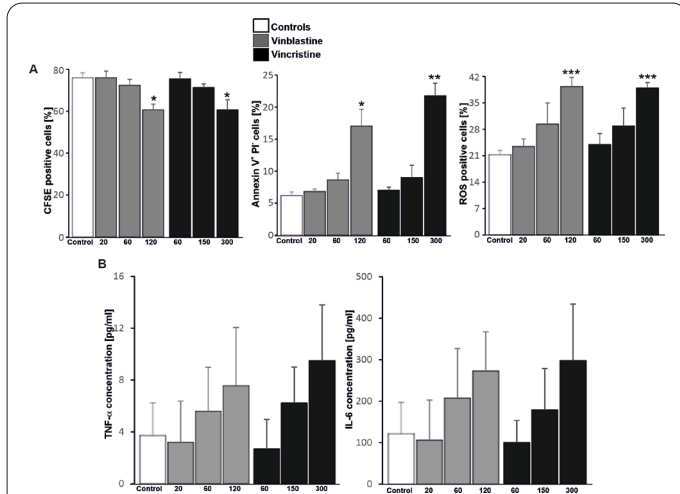 Controls
Vinblastine
Vincristine
A
CFSE positive cells [%]
80
60
40
20
0
*
*
Control 20 60 120 60 150 300
Annexin V⁺ PI⁻ cells [%]
25
20
15
10
5
0
*
**
Control 20 60 120 60 150 300
ROS positive cells [%]
42
35
28
21
14
7
0
***
***
Control 20 60 120 60 150 300
B
TNF-α concentration [pg/ml]
16
12
8
4
0
Control 20 60 120 60 150 300
IL-6 concentration [pg/ml]
500
400
300
200
100
0
Control 20 60 120 60 150 300